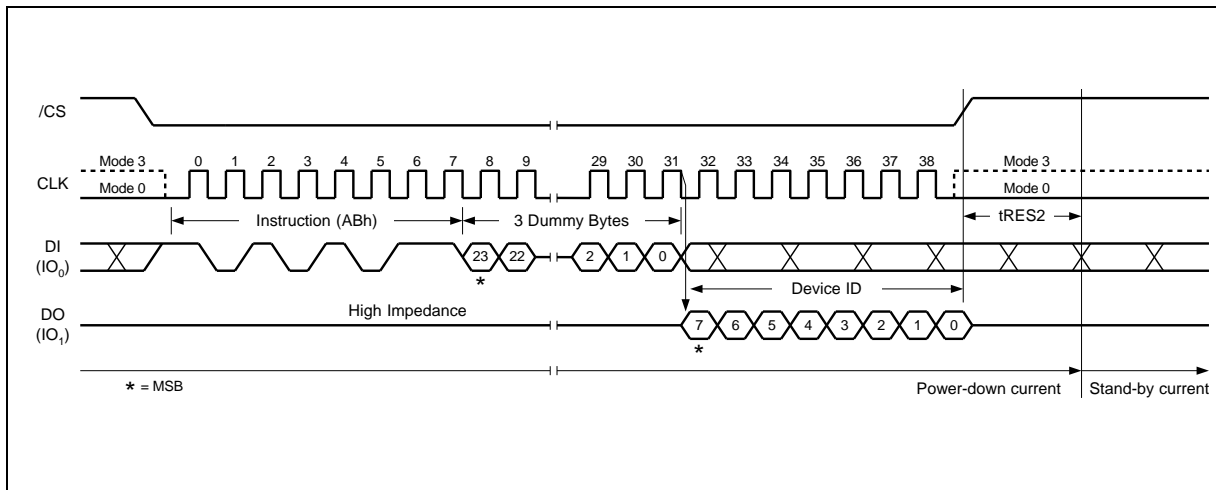 /CS
Mode 3 0 1 2 3 4 5 6 7 8 9 29 30 31 32 33 34 35 36 37 38 Mode 3
CLK Mode 0 Mode 0
Instruction (ABh) 3 Dummy Bytes tRES2
DI
(IO0) 23 22 2 1 0
*
Device ID
High Impedance
DO
(IO1) 7 6 5 4 3 2 1 0
*
* = MSB Power-down current Stand-by current